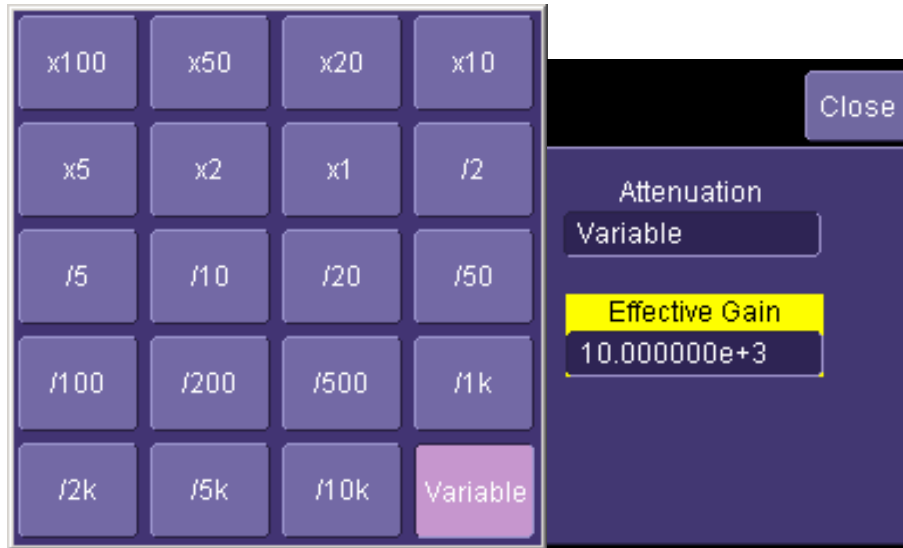 x100 x50 x20 x10
x5 x2 x1 /2
/5 /10 /20 /50
/100 /200 /500 /1k
/2k /5k /10k Variable
Close
Attenuation
Variable
Effective Gain
10.000000e+3